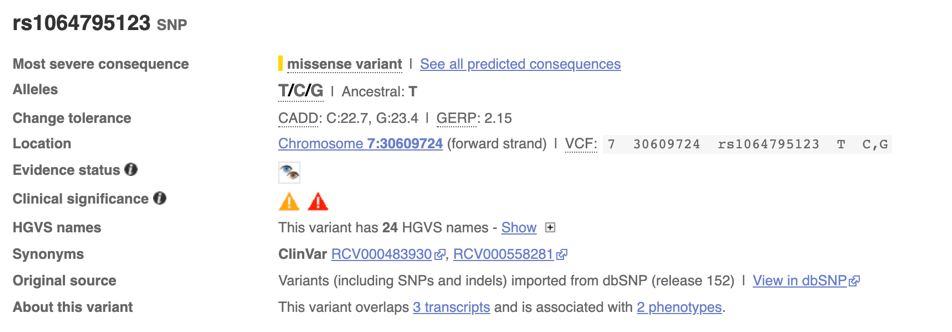 rs1064795123 SNP
Most severe consequence missense variant | See all predicted consequences
Alleles T/C/G | Ancestral: T
Change tolerance CADD: C:22.7, G:23.4 | GERP: 2.15
Location Chromosome 7:30609724 (forward strand) | VCF: 7 30609724 rs1064795123 T C,G
Evidence status i
Clinical significance i
HGVS names This variant has 24 HGVS names - Show
Synonyms ClinVar RCV000483930, RCV000558281
Original source Variants (including SNPs and indels) imported from dbSNP (release 152) | View in dbSNP
About this variant This variant overlaps 3 transcripts and is associated with 2 phenotypes.